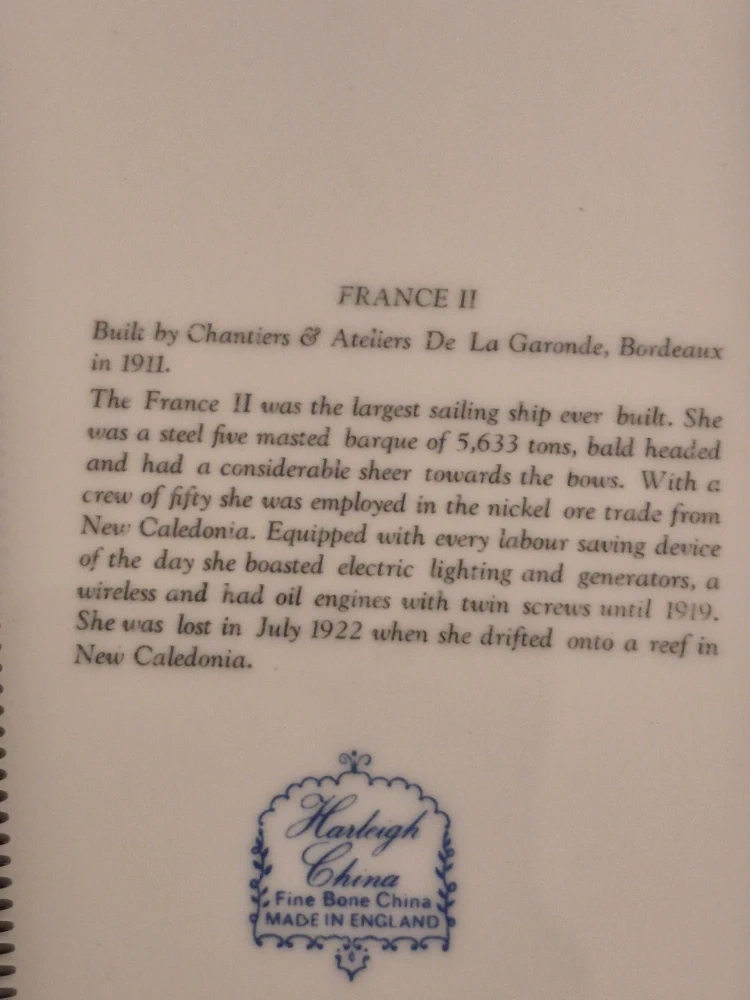 FRANCE II
Built by Chantiers & Ateliers De La Garonde, Bordeaux
in 1911.
The France II was the largest sailing ship ever built. She
was a steel five masted barque of 5,633 tons, bald headed
and had a considerable sheer towards the bows. With a
crew of fifty she was employed in the nickel ore trade from
New Caledonia. Equipped with every labour saving device
of the day she boasted electric lighting and generators, a
wireless and had oil engines with twin screws until 1919.
She was lost in July 1922 when she drifted onto a reef in
New Caledonia.
Harleigh
China
Fine Bone China
MADE IN ENGLAND